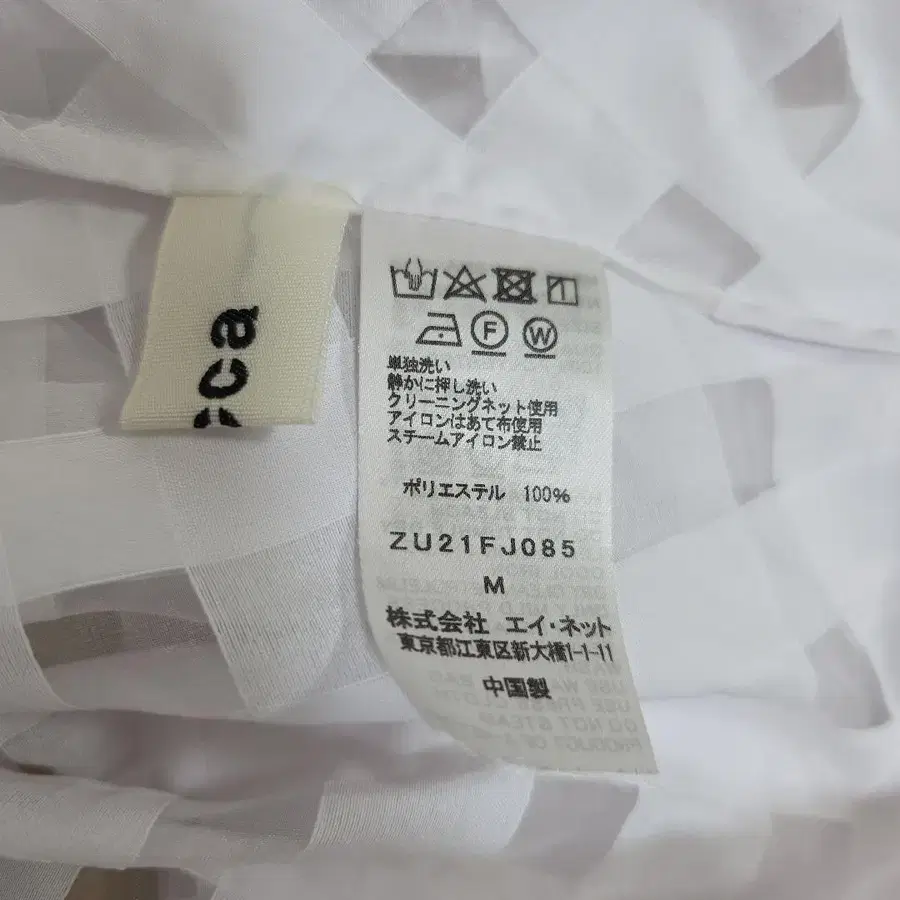 ca
F
W
単独洗い
静かに押し洗い
クリーニングネット使用
アイロンはあて布使用
スチームアイロン禁止
ポリエステル 100%
ZU21FJ085
M
株式会社 エイ・ネット
東京都江東区新大橋1-1-11
中国製